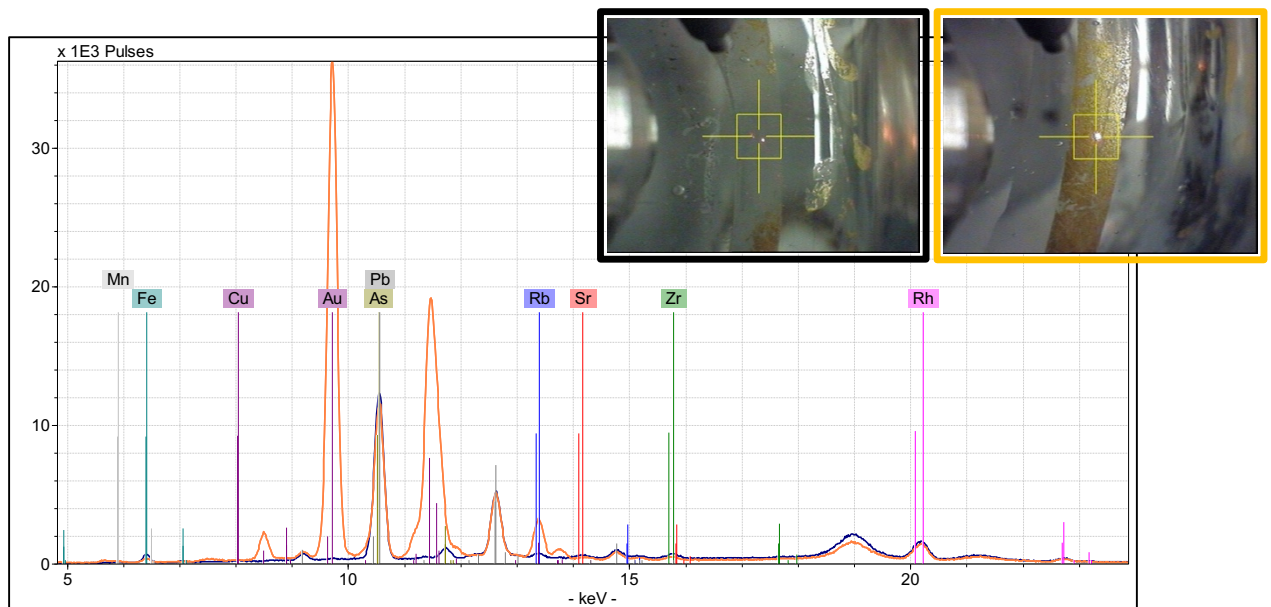 x 1E3 Pulses
30
20
10
0
Mn
Fe
Cu
Au
Pb
As
Rb
Sr
Zr
Rh
5
10
15
20
- keV -